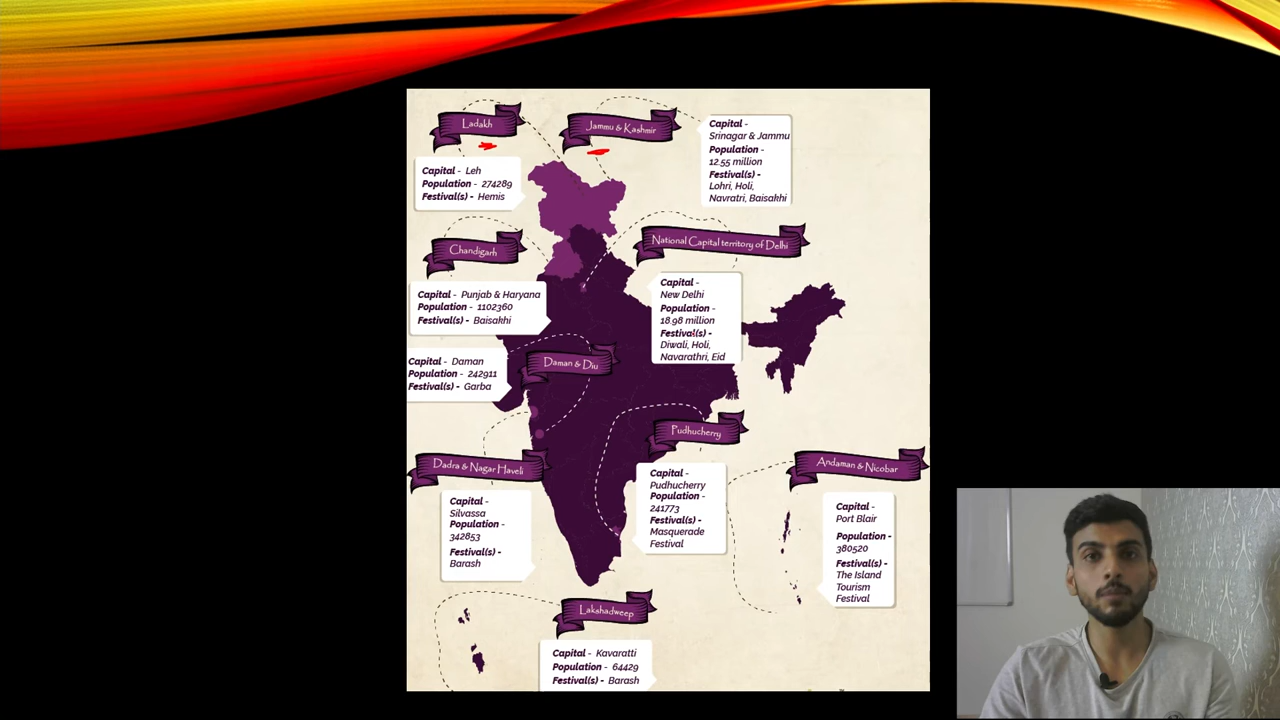 Ladakh
Capital - Leh
Population - 274289
Festival(s) - Hemis
Jammu & Kashmir
Capital -
Srinagar & Jammu
Population -
12.55 million
Festival(s) -
Lohri, Holi,
Navratri, Baisakhi
Chandigarh
Capital - Punjab & Haryana
Population - 1102360
Festival(s) - Baisakhi
National Capital territory of Delhi
Capital -
New Delhi
Population -
18.98 million
Festival(s) -
Diwali, Holi,
Navarathri, Eid
Daman & Diu
Capital - Daman
Population - 242911
Festival(s) - Garba
Pudhucherry
Capital -
Pudhucherry
Population -
241773
Festival(s) -
Masquerade
Festival
Dadra & Nagar Haveli
Capital -
Silvassa
Population -
342853
Festival(s) -
Barash
Andaman & Nicobar
Capital -
Port Blair
Population -
380520
Festival(s) -
The Island
Tourism
Festival
Lakshadweep
Capital - Kavaratti
Population - 64429
Festival(s) - Barash